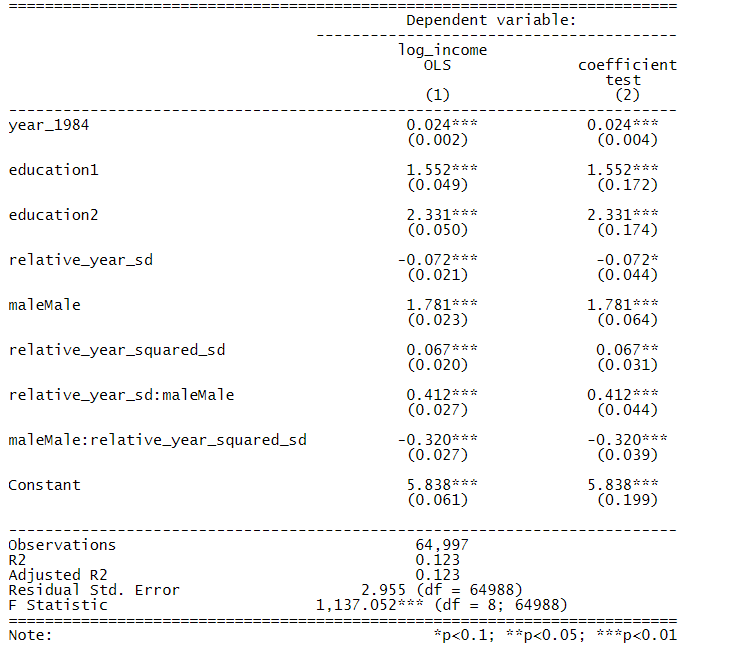 Dependent variable:
log_income
OLS coefficient
test
(1) (2)
year_1984 0.024*** 0.024***
(0.002) (0.004)
education1 1.552*** 1.552***
(0.049) (0.172)
education2 2.331*** 2.331***
(0.050) (0.174)
relative_year_sd -0.072*** -0.072*
(0.021) (0.044)
maleMale 1.781*** 1.781***
(0.023) (0.064)
relative_year_squared_sd 0.067*** 0.067**
(0.020) (0.031)
relative_year_sd:maleMale 0.412*** 0.412***
(0.027) (0.044)
maleMale:relative_year_squared_sd -0.320*** -0.320***
(0.027) (0.039)
Constant 5.838*** 5.838***
(0.061) (0.199)
Observations 64,997
R2 0.123
Adjusted R2 0.123
Residual Std. Error 2.955 (df = 64988)
F Statistic 1,137.052*** (df = 8; 64988)
Note: *p<0.1; **p<0.05; ***p<0.01